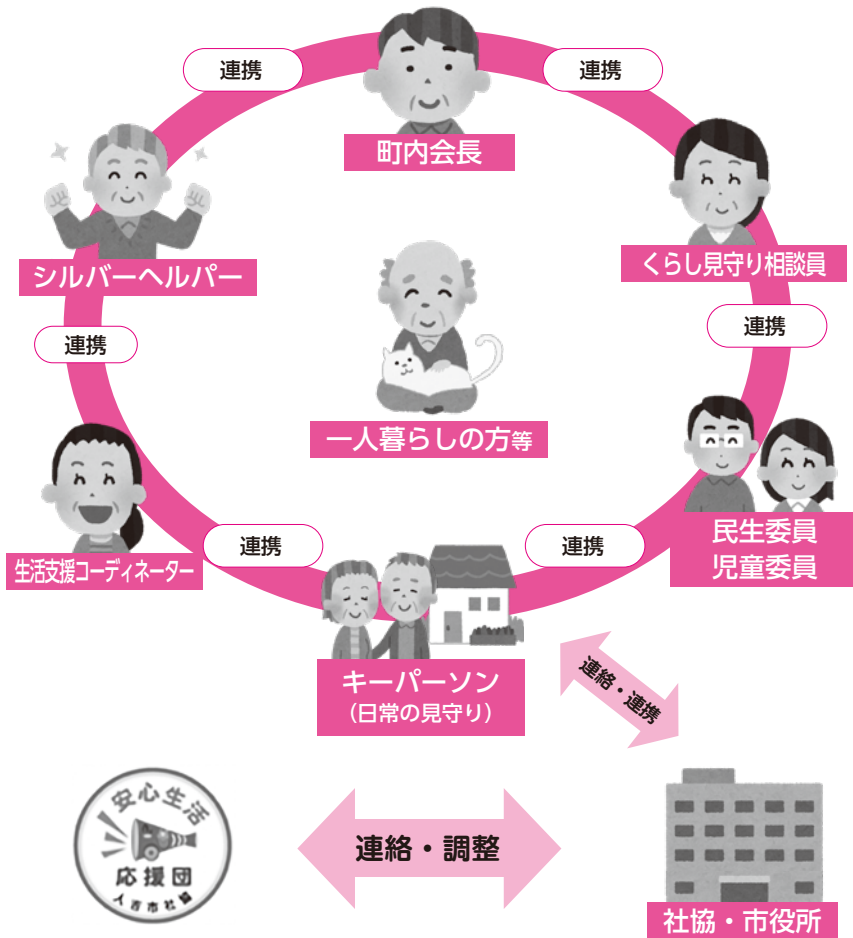 連携
連携
町内会長
シルバーヘルパー
くらし見守り相談員
連携
連携
一人暮らしの方等
民生委員
児童委員
生活支援コーディネーター
連携
連携
キーパーソン
（日常の見守り）
連絡・連携
安心生活
応援団
人吉市社協
連絡・調整
社協・市役所